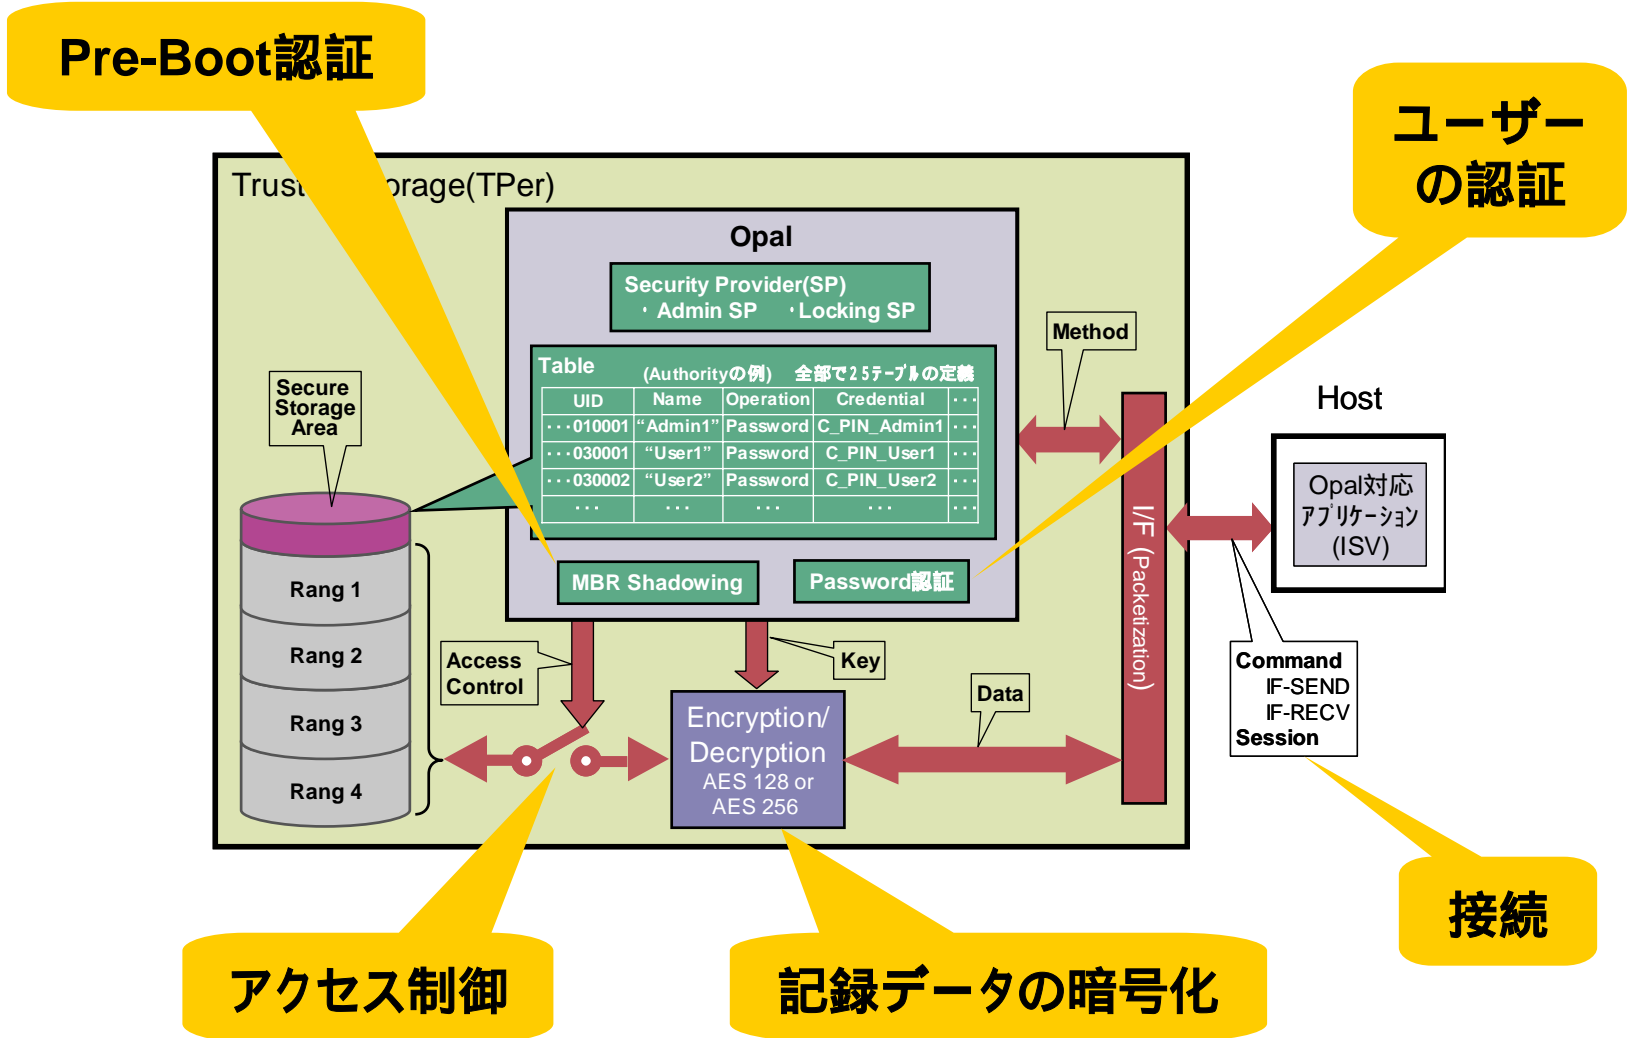 Pre-Boot認証
ユーザー
の認証
Trust orage(TPer)
Opal
Security Provider(SP)
・Admin SP ・Locking SP
Method
Table (Authorityの例) 全部で25ﾃｰﾌﾞﾙの定義
UID Name Operation Credential ・・・
・・・010001 “Admin1” Password C_PIN_Admin1 ・・・
・・・030001 “User1” Password C_PIN_User1 ・・・
・・・030002 “User2” Password C_PIN_User2 ・・・
・・・ ・・・ ・・・ ・・・ ・・・
Secure
Storage
Area
Host
Opal対応
ｱﾌﾟﾘｹｰｼｮﾝ
(ISV)
I/F (Packetization)
MBR Shadowing
Password認証
Rang 1
Rang 2
Rang 3
Rang 4
Access
Control
Key
Data
Command
IF-SEND
IF-RECV
Session
Encryption/
Decryption
AES 128 or
AES 256
接続
アクセス制御
記録データの暗号化